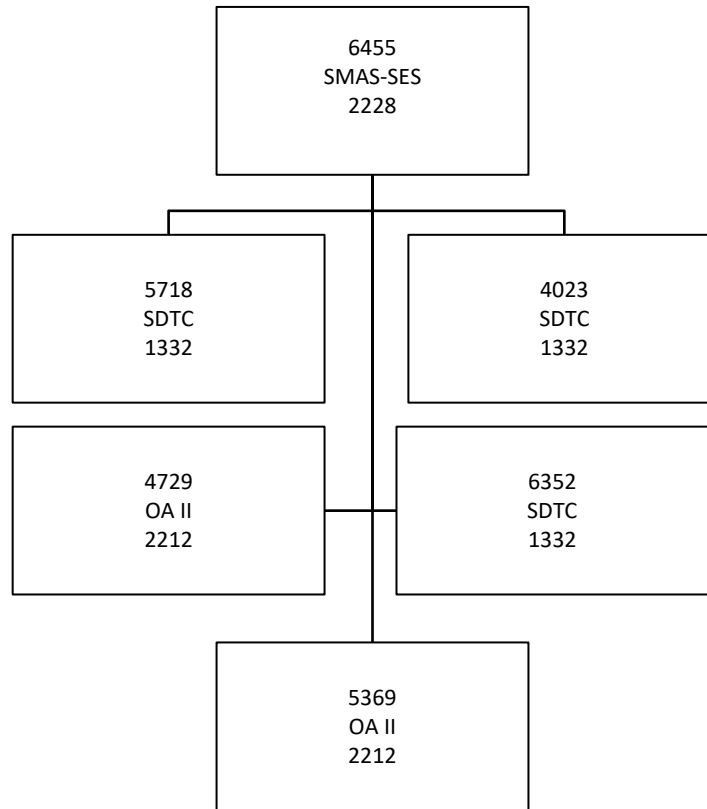 6455
SMAS-SES
2228
5718
SDTC
1332
4023
SDTC
1332
4729
OA II
2212
6352
SDTC
1332
5369
OA II
2212